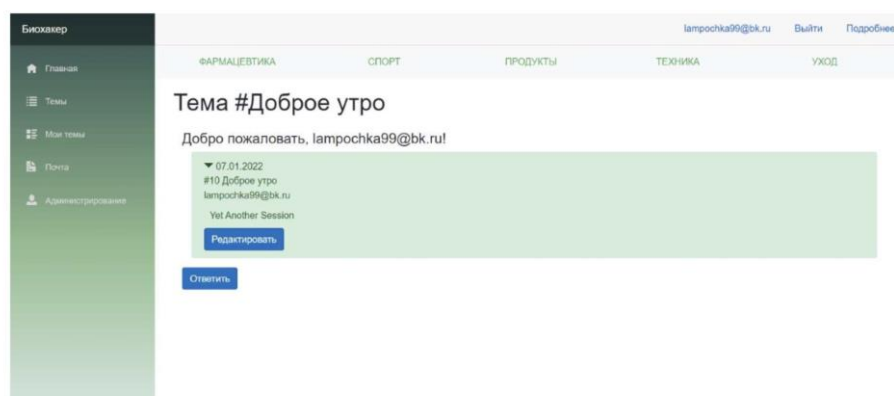 Биохакер
lampochka99@bk.ru Выйти Подробнее
Главная
Темы
Мои темы
Почта
Администрирование
ФАРМАЦЕВТИКА СПОРТ ПРОДУКТЫ ТЕХНИКА УХОД
Тема #Доброе утро
Добро пожаловать, lampochka99@bk.ru!
07.01.2022
#10 Доброе утро
lampochka99@bk.ru
Yet Another Session
Редактировать
Ответить